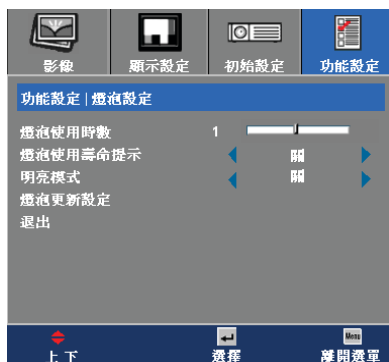 影像 顯示設定 初始設定 功能設定
功能設定 | 燈泡設定
燈泡使用時數 1
燈泡使用壽命提示 關
明亮模式 關
燈泡更新設定
退出
Menu
上下 選擇 離開選單